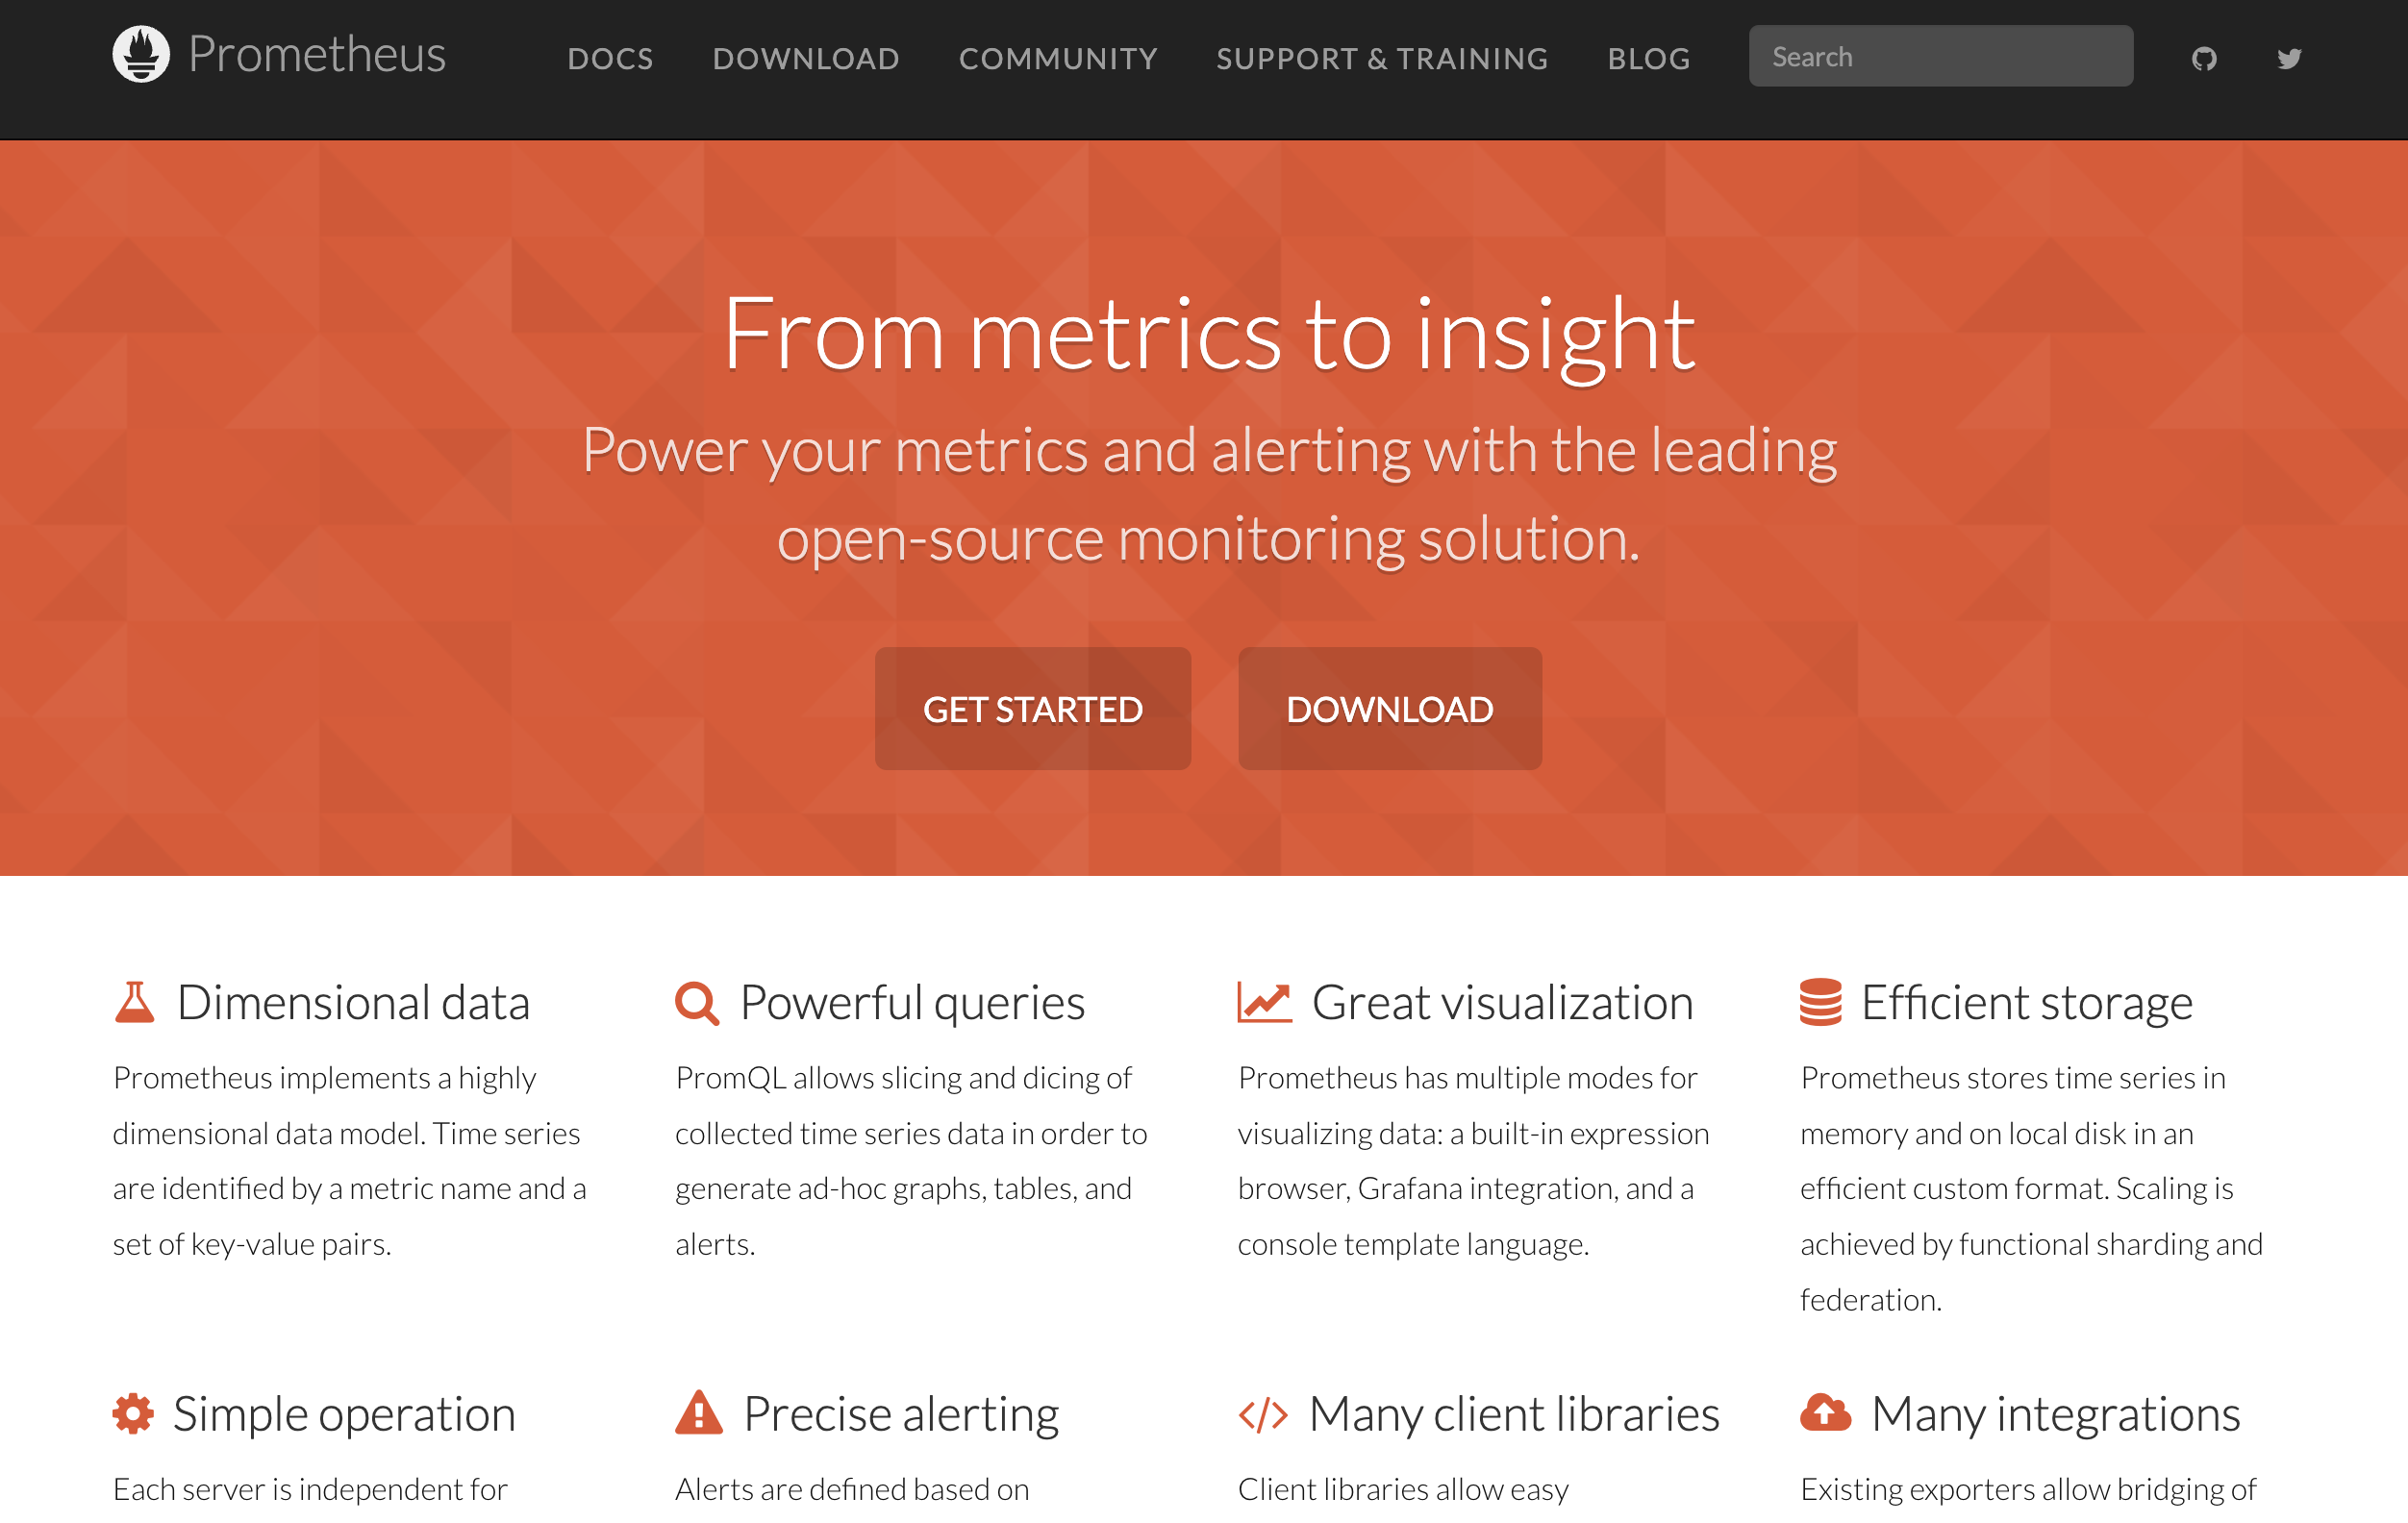 Prometheus
DOCS
DOWNLOAD
COMMUNITY
SUPPORT & TRAINING
BLOG
Search
From metrics to insight
Power your metrics and alerting with the leading
open-source monitoring solution.
GET STARTED
DOWNLOAD
Dimensional data
Prometheus implements a highly
dimensional data model. Time series
are identified by a metric name and a
set of key-value pairs.
Powerful queries
PromQL allows slicing and dicing of
collected time series data in order to
generate ad-hoc graphs, tables, and
alerts.
Great visualization
Prometheus has multiple modes for
visualizing data: a built-in expression
browser, Grafana integration, and a
console template language.
Efficient storage
Prometheus stores time series in
memory and on local disk in an
efficient custom format. Scaling is
achieved by functional sharding and
federation.
Simple operation
Each server is independent for
Precise alerting
Alerts are defined based on
Many client libraries
Client libraries allow easy
Many integrations
Existing exporters allow bridging of